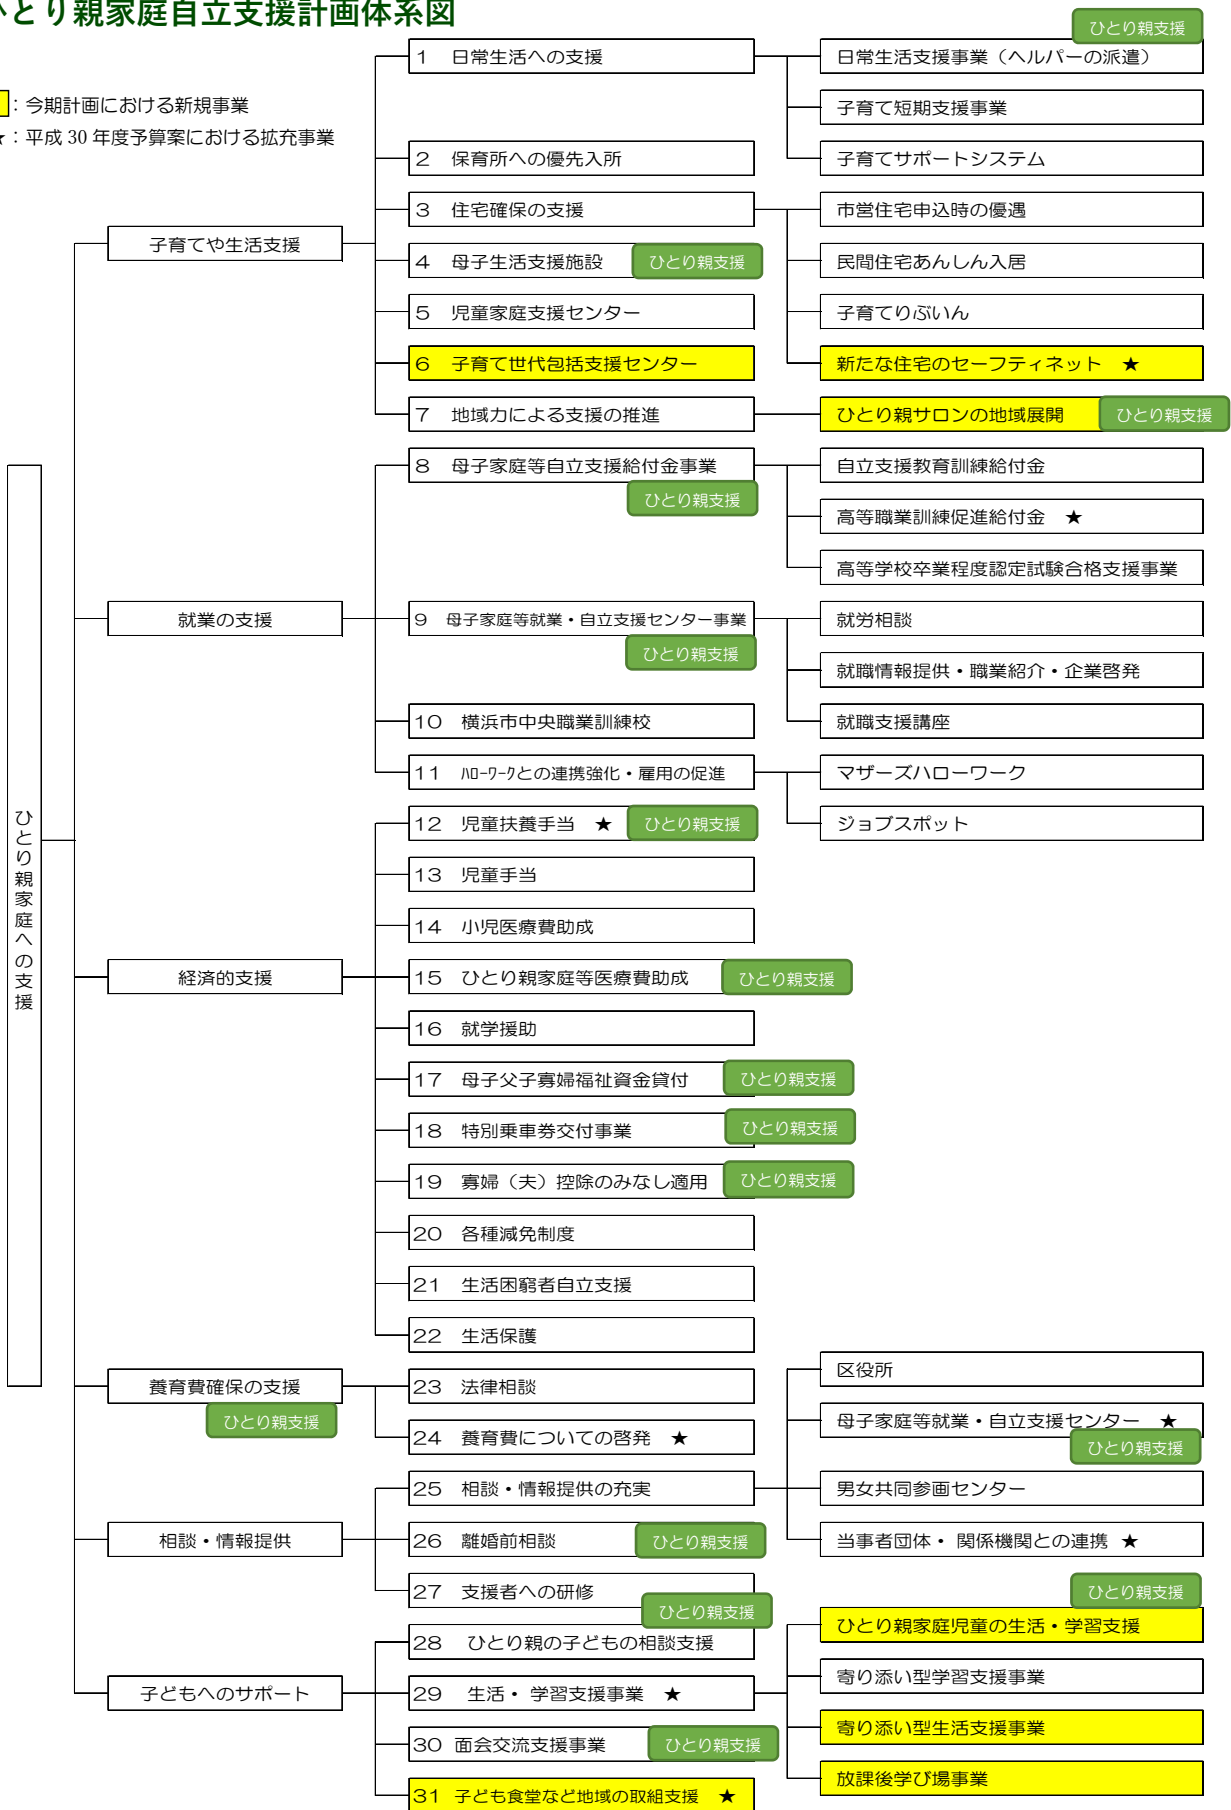 ひとり親家庭自立支援計画体系図
：今期計画における新規事業
★：平成 30 年度予算案における拡充事業
ひとり親家庭への支援
子育てや生活支援
1 日常生活への支援
ひとり親支援
日常生活支援事業（ヘルパーの派遣）
子育て短期支援事業
子育てサポートシステム
2 保育所への優先入所
3 住宅確保の支援
市営住宅申込時の優遇
民間住宅あんしん入居
子育てりぶいん
新たな住宅のセーフティネット ★
4 母子生活支援施設 ひとり親支援
5 児童家庭支援センター
6 子育て世代包括支援センター
7 地域力による支援の推進
ひとり親サロンの地域展開 ひとり親支援
就業の支援
8 母子家庭等自立支援給付金事業
ひとり親支援
自立支援教育訓練給付金
高等職業訓練促進給付金 ★
高等学校卒業程度認定試験合格支援事業
9 母子家庭等就業・自立支援センター事業
ひとり親支援
就労相談
就職情報提供・職業紹介・企業啓発
就職支援講座
10 横浜市中央職業訓練校
11 ﾊﾛｰﾜｰｸとの連携強化・雇用の促進
マザーズハローワーク
ジョブスポット
経済的支援
12 児童扶養手当 ★ ひとり親支援
13 児童手当
14 小児医療費助成
15 ひとり親家庭等医療費助成 ひとり親支援
16 就学援助
17 母子父子寡婦福祉資金貸付 ひとり親支援
18 特別乗車券交付事業 ひとり親支援
19 寡婦（夫）控除のみなし適用 ひとり親支援
20 各種減免制度
21 生活困窮者自立支援
22 生活保護
養育費確保の支援
ひとり親支援
23 法律相談
24 養育費についての啓発 ★
相談・情報提供
25 相談・情報提供の充実
区役所
母子家庭等就業・自立支援センター ★
ひとり親支援
男女共同参画センター
当事者団体・ 関係機関との連携 ★
26 離婚前相談 ひとり親支援
27 支援者への研修
子どもへのサポート
ひとり親支援
28 ひとり親の子どもの相談支援
29 生活・ 学習支援事業 ★
ひとり親支援
ひとり親家庭児童の生活・学習支援
寄り添い型学習支援事業
寄り添い型生活支援事業
放課後学び場事業
30 面会交流支援事業 ひとり親支援
31 子ども食堂など地域の取組支援 ★